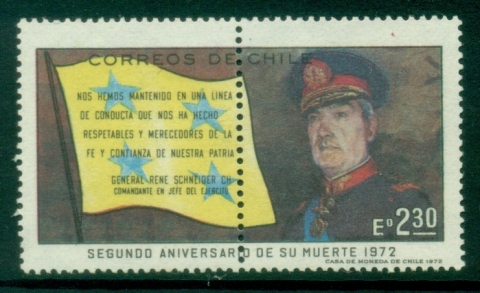 CORREOS DE CHILE
NOS HEMOS MANTENIDO EN UNA LINEA
DE CONDUCTA QUE NOS HA HECHO
RESPETABLES Y MERECEDORES DE LA
FE Y CONFIANZA DE NUESTRA PATRIA
GENERAL RENE SCHNEIDER CH
COMANDANTE EN JEFE DEL EJERCITO
Eº 2.30
SEGUNDO ANIVERSARIO DE SU MUERTE 1972
CASA DE MONEDA DE CHILE 1972